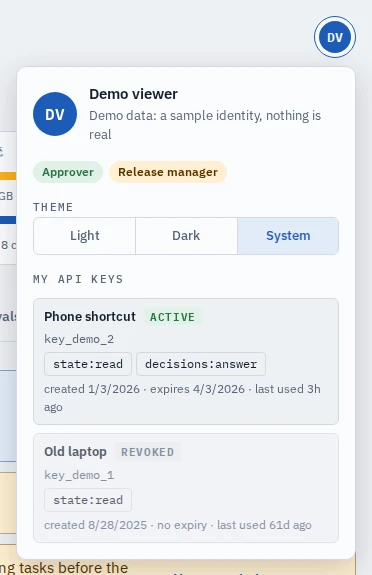 DV
DV
Demo viewer
Demo data: a sample identity, nothing is
real
Approver
Release manager
THEME
Light
Dark
System
MY API KEYS
Phone shortcut ACTIVE
key_demo_2
state:read decisions:answer
created 1/3/2026 · expires 4/3/2026 · last used 3h
ago
Old laptop REVOKED
key_demo_1
state:read
created 8/28/2025 · no expiry · last used 61d ago
GB
8
ng tasks before the